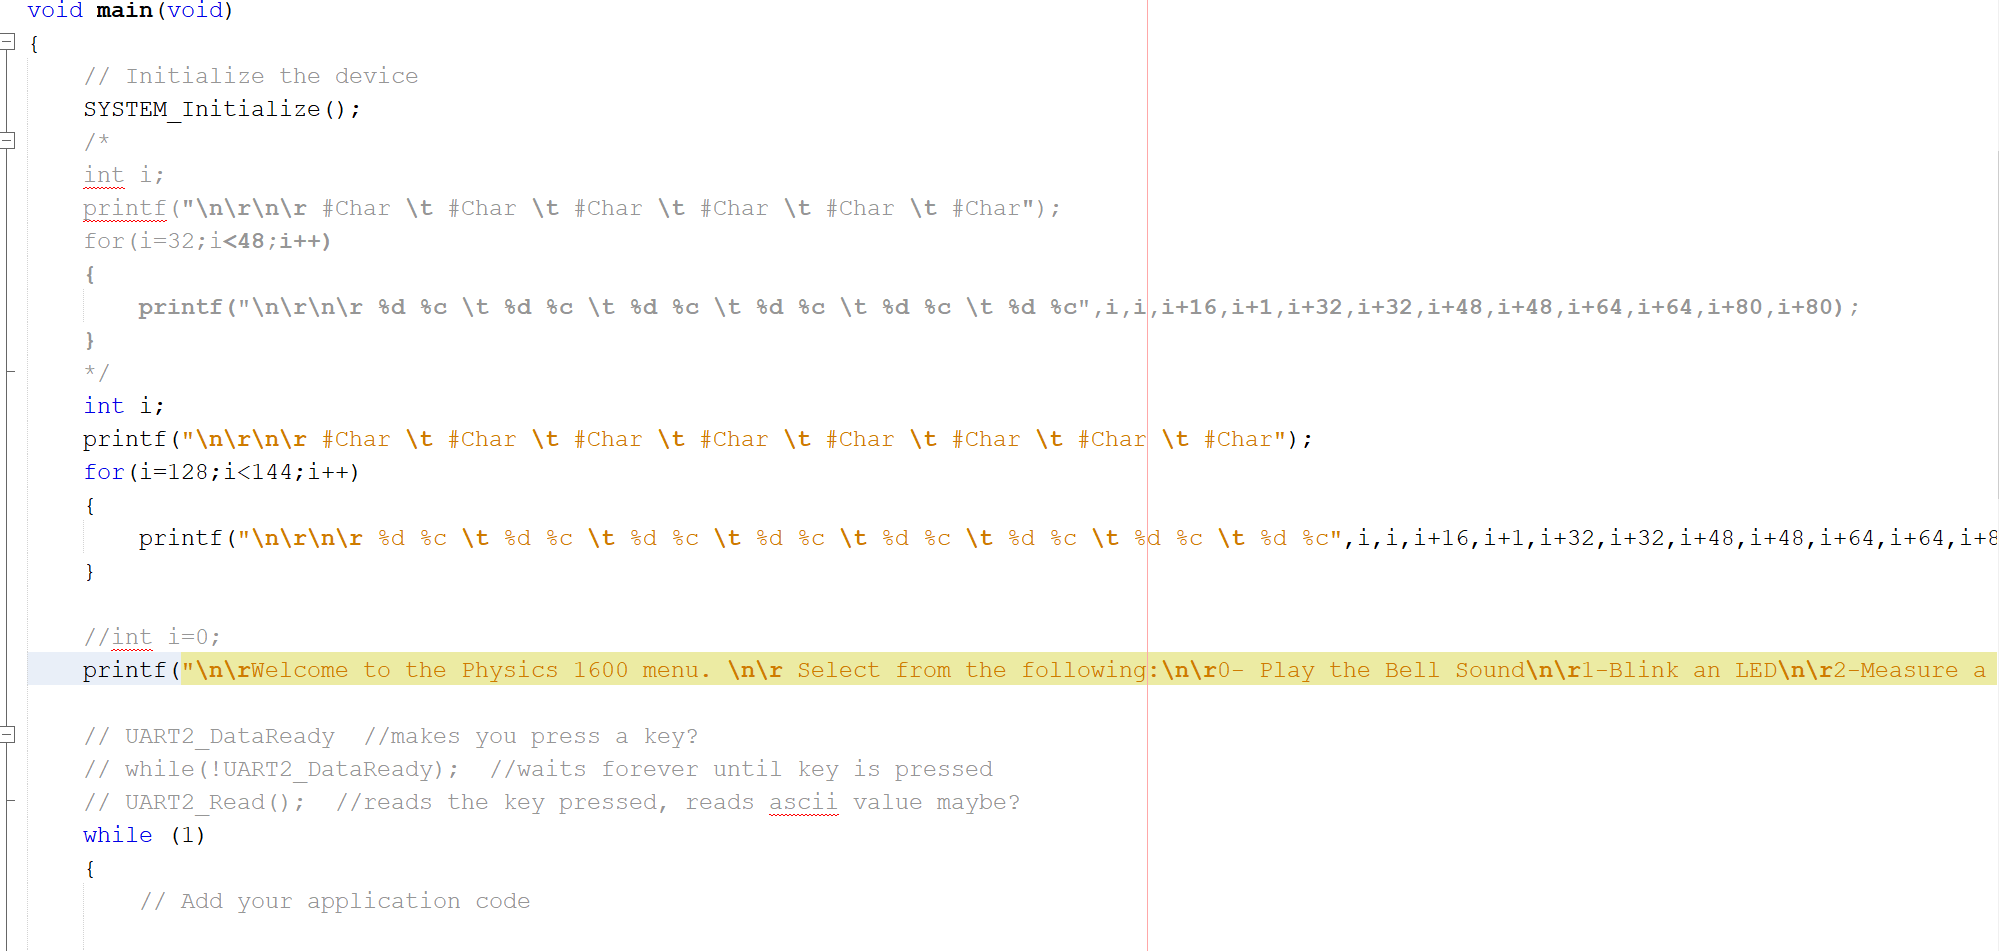 void main(void)
{
// Initialize the device
SYSTEM_Initialize();
/*
int i;
printf("\n\r\n\r #Char \t #Char \t #Char \t #Char \t #Char \t #Char");
for(i=32;i<48;i++)
{
printf("\n\r\n\r %d %c \t %d %c \t %d %c \t %d %c \t %d %c \t %d %c",i,i,i+16,i+1,i+32,i+32,i+48,i+48,i+64,i+64,i+80,i+80);
}
*/
int i;
printf("\n\r\n\r #Char \t #Char \t #Char \t #Char \t #Char \t #Char \t #Char \t #Char");
for(i=128;i<144;i++)
{
printf("\n\r\n\r %d %c \t %d %c \t %d %c \t %d %c \t %d %c \t %d %c \t %d %c \t %d %c",i,i,i+16,i+1,i+32,i+32,i+48,i+48,i+64,i+64,i+8
}
//int i=0;
printf("\n\rWelcome to the Physics 1600 menu. \n\r Select from the following:\n\r0- Play the Bell Sound\n\r1-Blink an LED\n\r2-Measure a
// UART2_DataReady  //makes you press a key?
// while(!UART2_DataReady);  //waits forever until key is pressed
// UART2_Read();  //reads the key pressed, reads ascii value maybe?
while (1)
{
// Add your application code